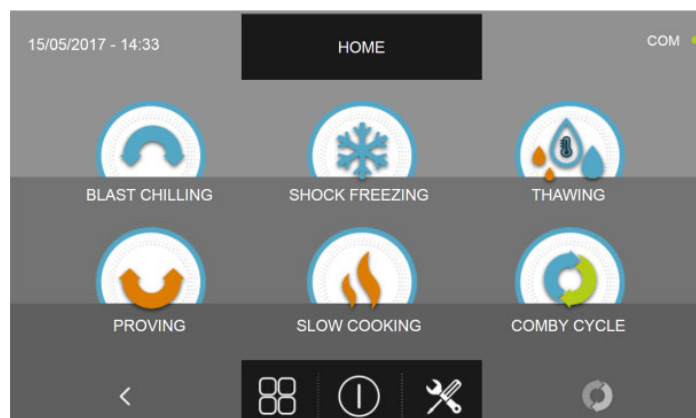 15/05/2017 - 14:33
HOME
COM
BLAST CHILLING
SHOCK FREEZING
THAWING
PROVING
SLOW COOKING
COMBY CYCLE